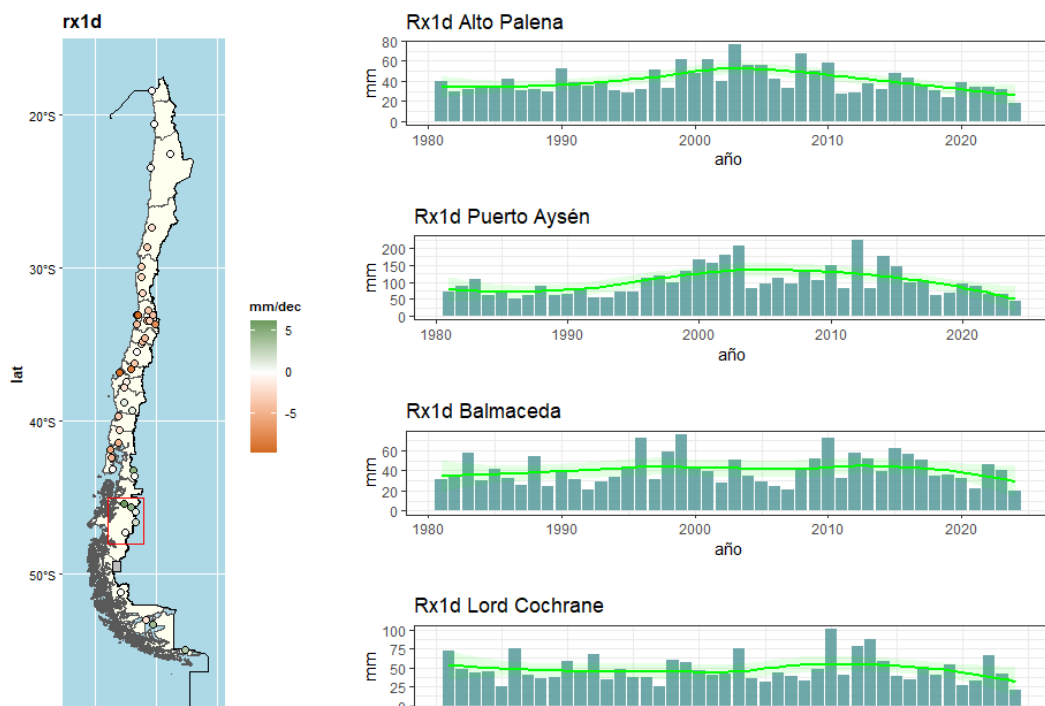 rx1d
20°S
30°S
40°S
50°S
lat
mm/dec
5
0
-5
Rx1d Alto Palena
80
60
40
20
0
mm
1980
1990
2000
2010
2020
año
Rx1d Puerto Aysén
200
150
100
50
0
mm
1980
1990
2000
2010
2020
año
Rx1d Balmaceda
60
40
20
0
mm
1980
1990
2000
2010
2020
año
Rx1d Lord Cochrane
100
75
50
25
mm